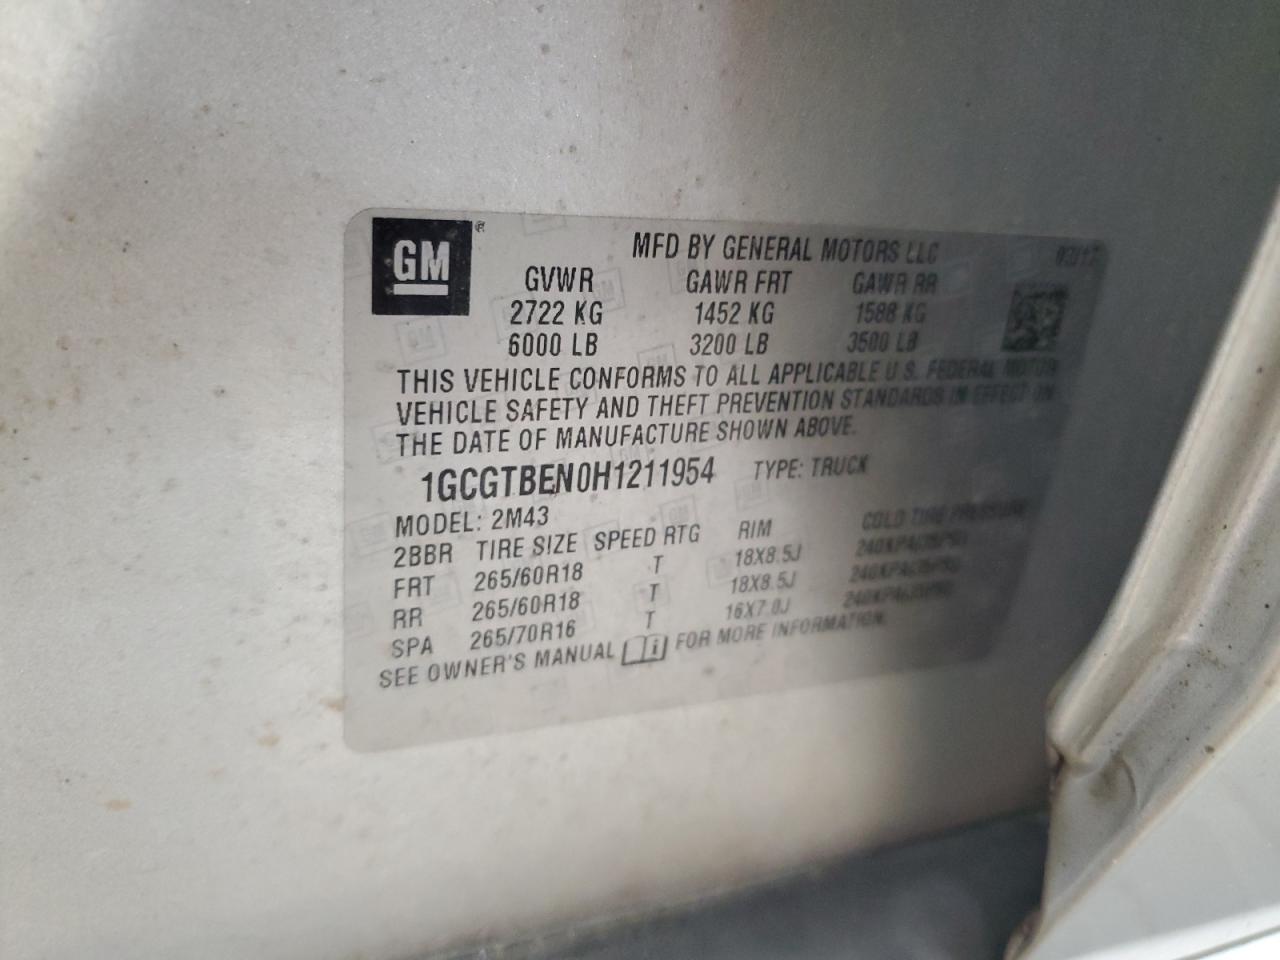 GM ®
MFD BY GENERAL MOTORS LLC
GVWR GAWR FRT GAWR RR
2722 KG 1452 KG 1588 KG
6000 LB 3200 LB 3500 LB
THIS VEHICLE CONFORMS TO ALL APPLICABLE U.S. FEDERAL MOTOR
VEHICLE SAFETY AND THEFT PREVENTION STANDARDS IN EFFECT ON
THE DATE OF MANUFACTURE SHOWN ABOVE.
1GCGTBEN0H1211954 TYPE: TRUCK
MODEL: 2M43
2BBR TIRE SIZE SPEED RTG RIM COLD TIRE PRESSURE
FRT 265/60R18 T 18X8.5J
RR 265/60R18 T 18X8.5J
SPA 265/70R16 T 16X7.0J
SEE OWNER'S MANUAL FOR MORE INFORMATION.